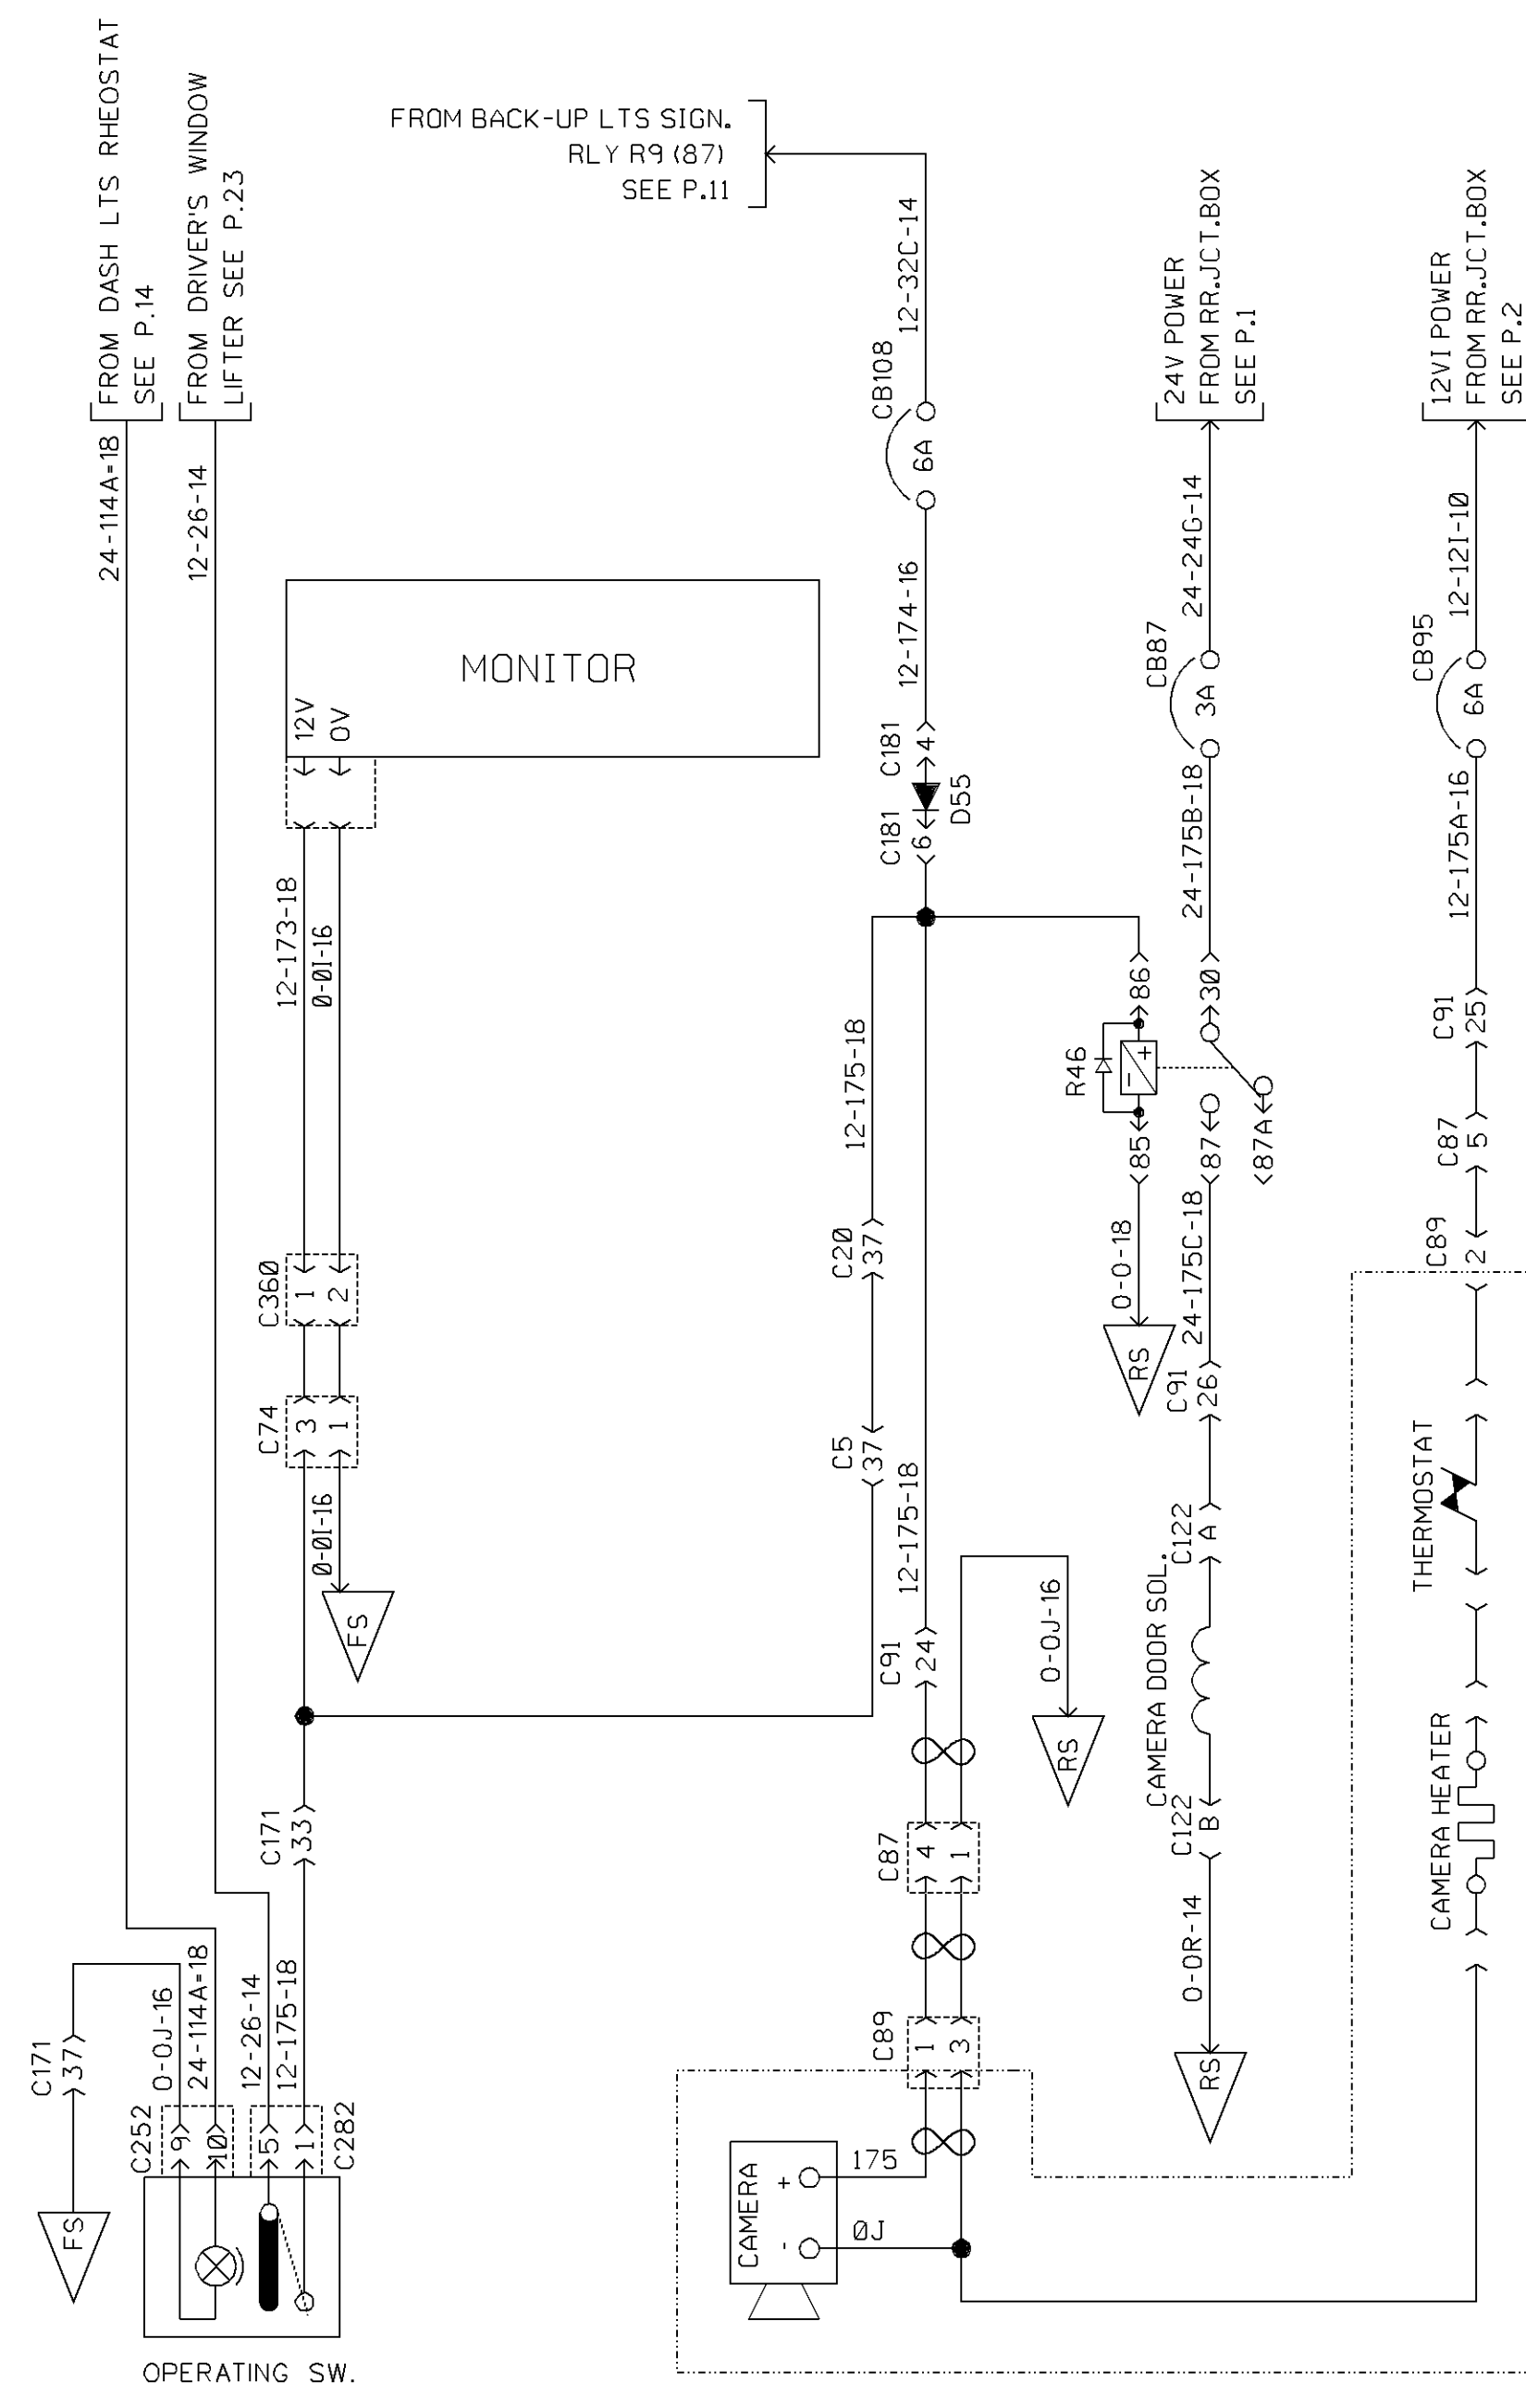 FROM DASH LTS RHEOSTAT
SEE P.14
24-114A=18
FROM DRIVER'S WINDOW
LIFTER SEE P.23
12-26-14
FROM BACK-UP LTS SIGN.
RLY R9 (87)
SEE P.11
12-32C-14
CB108
6A
12-174-16
C181
4
D55
C181
6
24V POWER
FROM RR.JCT.BOX
SEE P.1
24-24G-14
CB87
3A
24-175B-18
12VI POWER
FROM RR.JCT.BOX
SEE P.2
12-12I-10
CB95
6A
12-175A-16
MONITOR
12V
0V
12-173-18
0-0I-16
C360
1
2
C74
3
1
0-0I-16
FS
12-175-18
C20
37
C5
37
12-175-18
R46
86
30
85
87
87A
0-0-18
RS
24-175C-18
C91
26
C91
25
C87
5
C89
2
THERMOSTAT
CAMERA HEATER
C122
A
CAMERA DOOR SOL.
C122
B
0-0R-14
RS
C91
24
0-0J-16
RS
C87
4
1
C89
1
3
175
0J
CAMERA
+
-
C171
33
C171
37
FS
0-0J-16
24-114A=18
12-26-14
12-175-18
C252
9
10
5
1
C282
OPERATING SW.